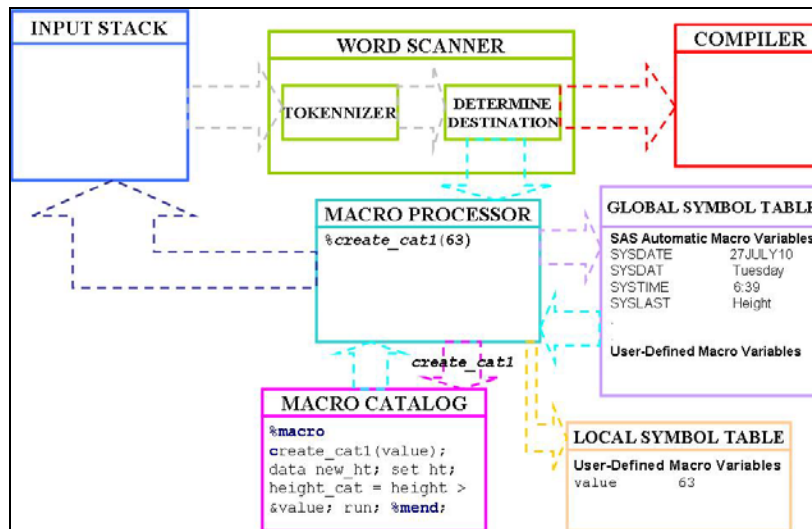 INPUT STACK
WORD SCANNER
COMPILER
TOKENNIZER
DETERMINE
DESTINATION
MACRO PROCESSOR
%create_cat1(63)
GLOBAL SYMBOL TABLE
SAS Automatic Macro Variables
SYSDATE 27JULY10
SYSDAT Tuesday
SYSTIME 6:39
SYSLAST Height
.
.
User-Defined Macro Variables
create_cat1
MACRO CATALOG
%macro
create_cat1(value);
data new_ht; set ht;
height_cat = height >
&value; run; %mend;
LOCAL SYMBOL TABLE
User-Defined Macro Variables
value 63